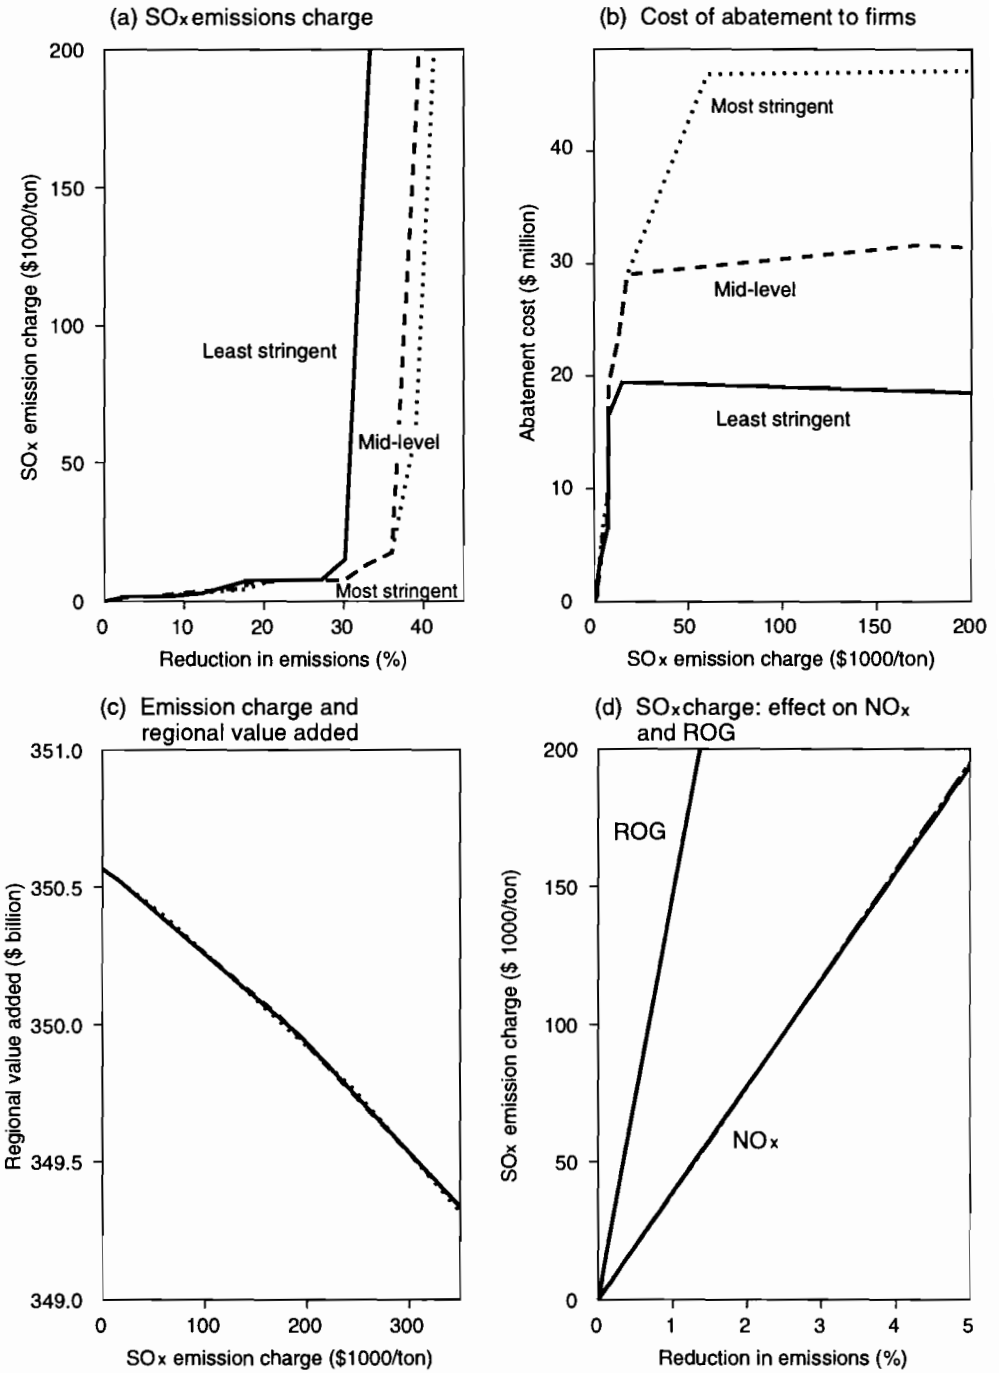 (a) SOx emissions charge
200
150
100
50
0
SOx emission charge ($1000/ton)
Least stringent
Mid-level
Most stringent
0 10 20 30 40
Reduction in emissions (%)
(b) Cost of abatement to firms
40
30
20
10
0
Abatement cost ($ million)
Most stringent
Mid-level
Least stringent
0 50 100 150 200
SOx emission charge ($1000/ton)
(c) Emission charge and
regional value added
351.0
350.5
350.0
349.5
349.0
Regional value added ($ billion)
0 100 200 300
SOx emission charge ($1000/ton)
(d) SOx charge: effect on NOx
and ROG
200
150
100
50
0
SOx emission charge ($ 1000/ton)
ROG
NOx
0 1 2 3 4 5
Reduction in emissions (%)